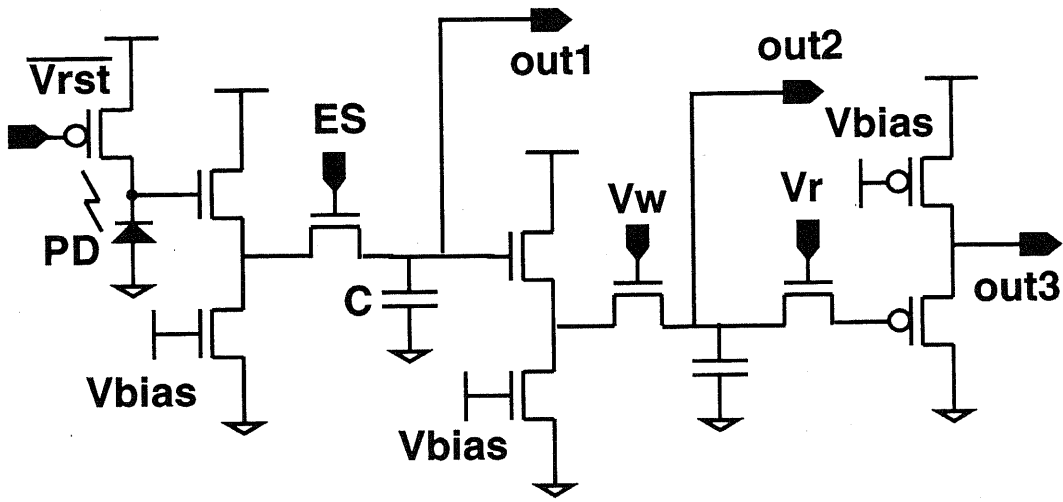 Vrst
out1
out2
ES
Vbias
Vw
Vr
PD
C
out3
Vbias
Vbias